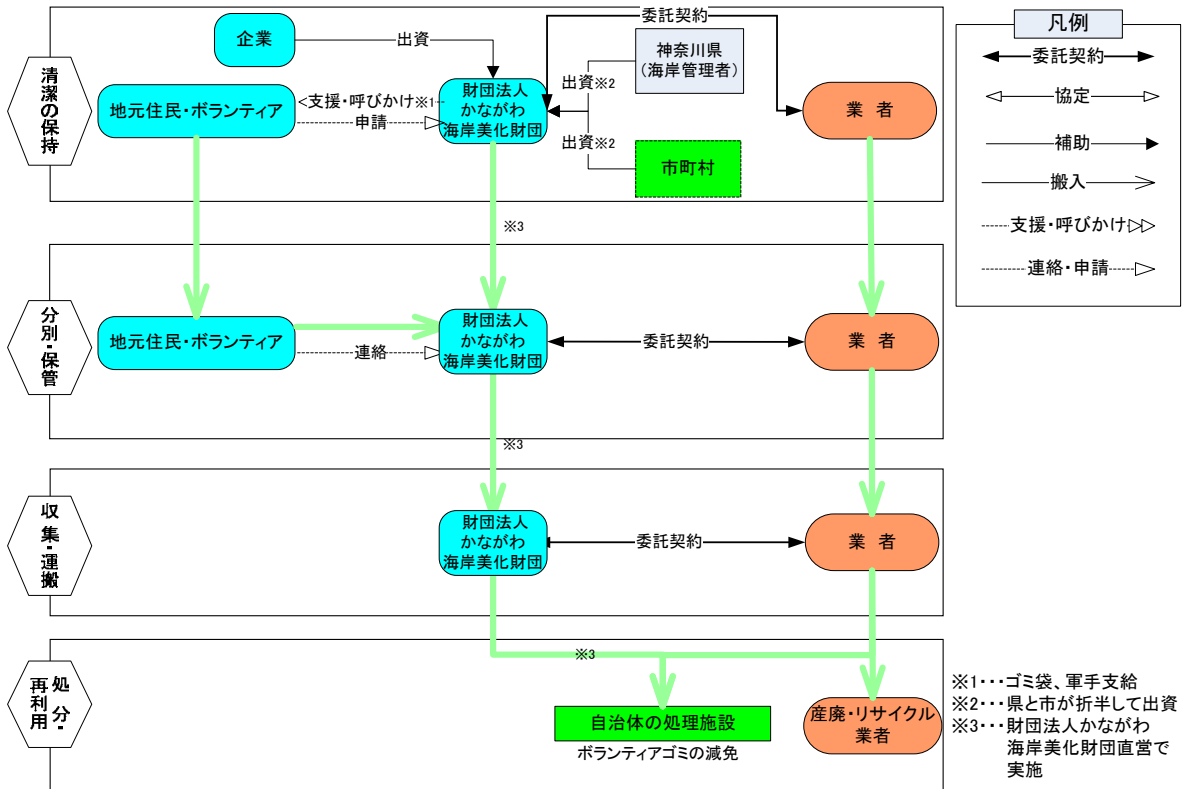 清潔の保持
企業
出資
委託契約
神奈川県
（海岸管理者）
地元住民・ボランティア
<支援・呼びかけ※1
申請
財団法人
かながわ
海岸美化財団
出資※2
出資※2
市町村
業 者
※3
分別・保管
地元住民・ボランティア
連絡
財団法人
かながわ
海岸美化財団
委託契約
業 者
※3
収集・運搬
財団法人
かながわ
海岸美化財団
委託契約
業 者
処分・
再利用
※3
自治体の処理施設
ボランティアゴミの減免
産廃・リサイクル
業者
凡例
委託契約
協定
補助
搬入
支援・呼びかけ
連絡・申請
※1・・・ゴミ袋、軍手支給
※2・・・県と市が折半して出資
※3・・・財団法人かながわ
海岸美化財団直営で
実施